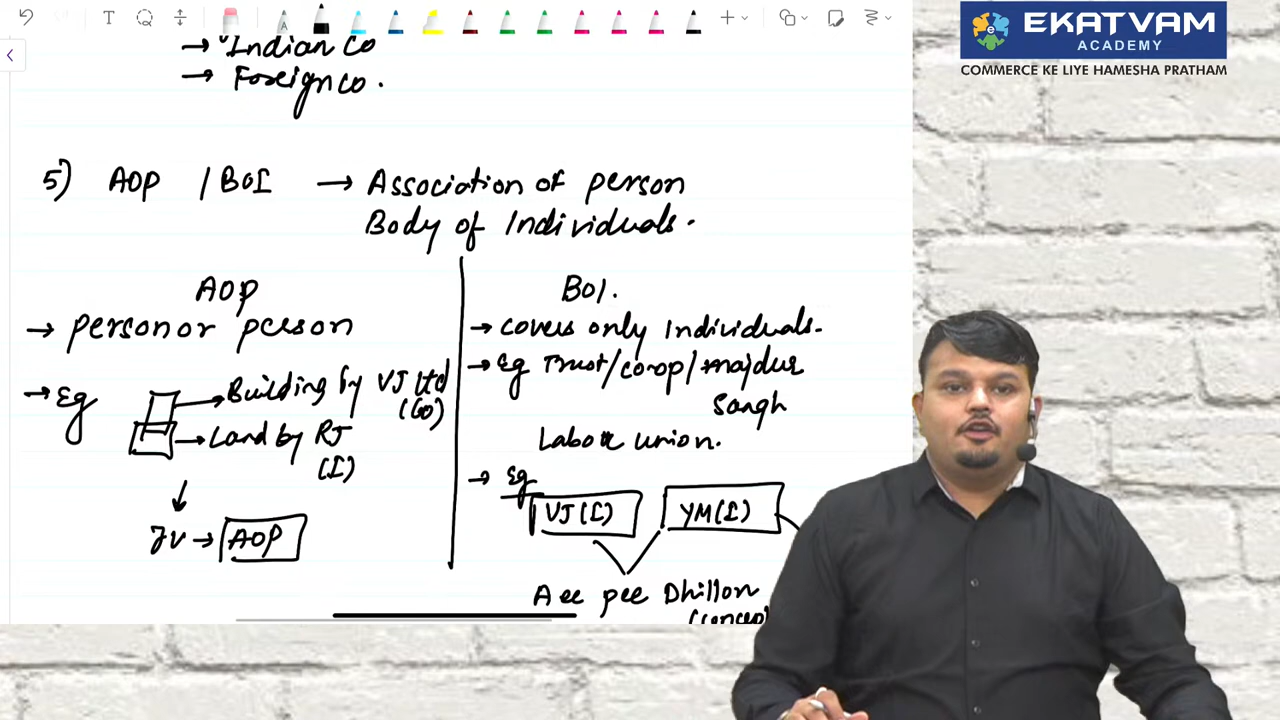 → Indian Co
→ Foreign co.
EKATVAM
ACADEMY
COMMERCE KE LIYE HAMESHA PRATHAM
5) AOP / BOI → Association of person
Body of Individuals.
AOP
→ person or person
→ Eg
→ Building by VJ Ltd
(Co)
→ Land by RJ
(I)
↓
JV → AOP
BOI.
→ covers only Individuals.
→ Eg Trust/coop/majdur
Sangh
Labour union.
→ Eg
VJ(I) YM(I)
Aee pee Dhillon